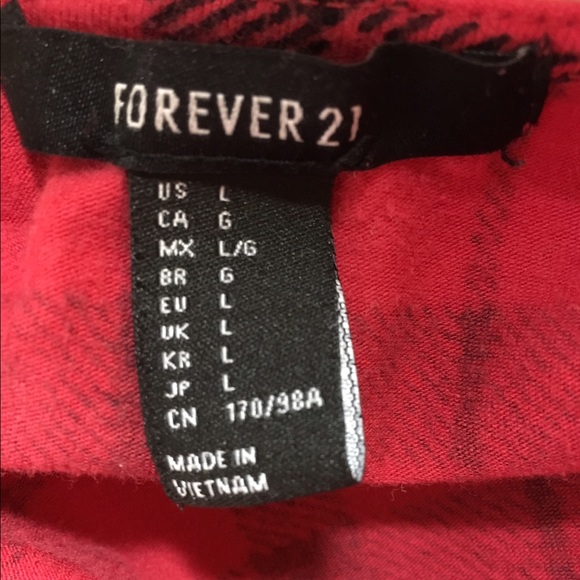 FOREVER 21
US L
CA G
MX L/G
BR G
EU L
UK L
KR L
JP L
CN 170/98A
MADE IN
VIETNAM